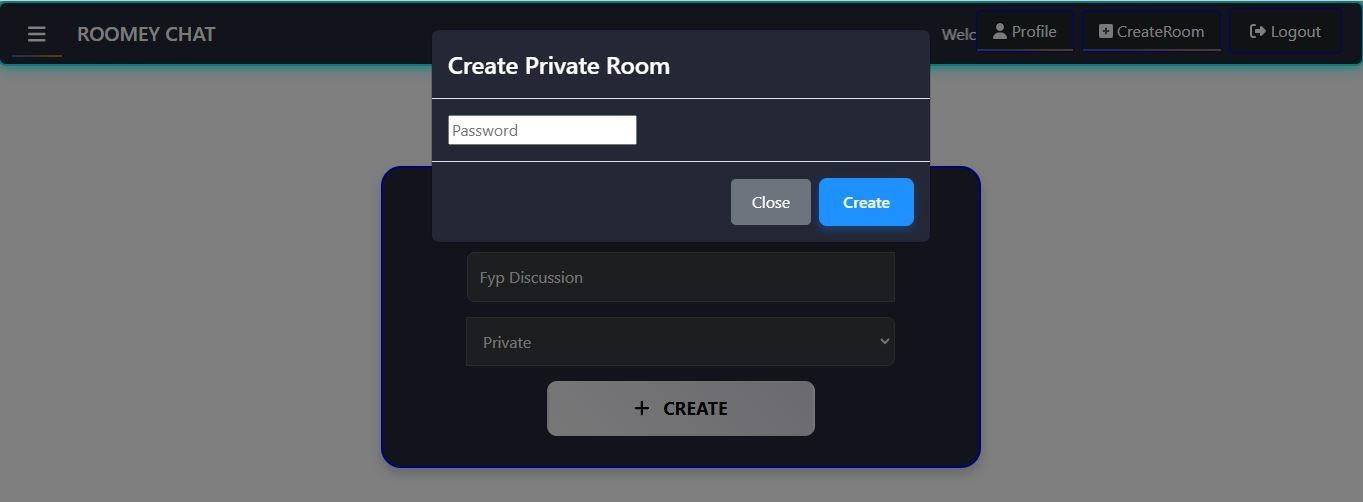 ROOMEY CHAT
Profile
CreateRoom
Logout
Create Private Room
Password
Close
Create
Fyp Discussion
Private
CREATE